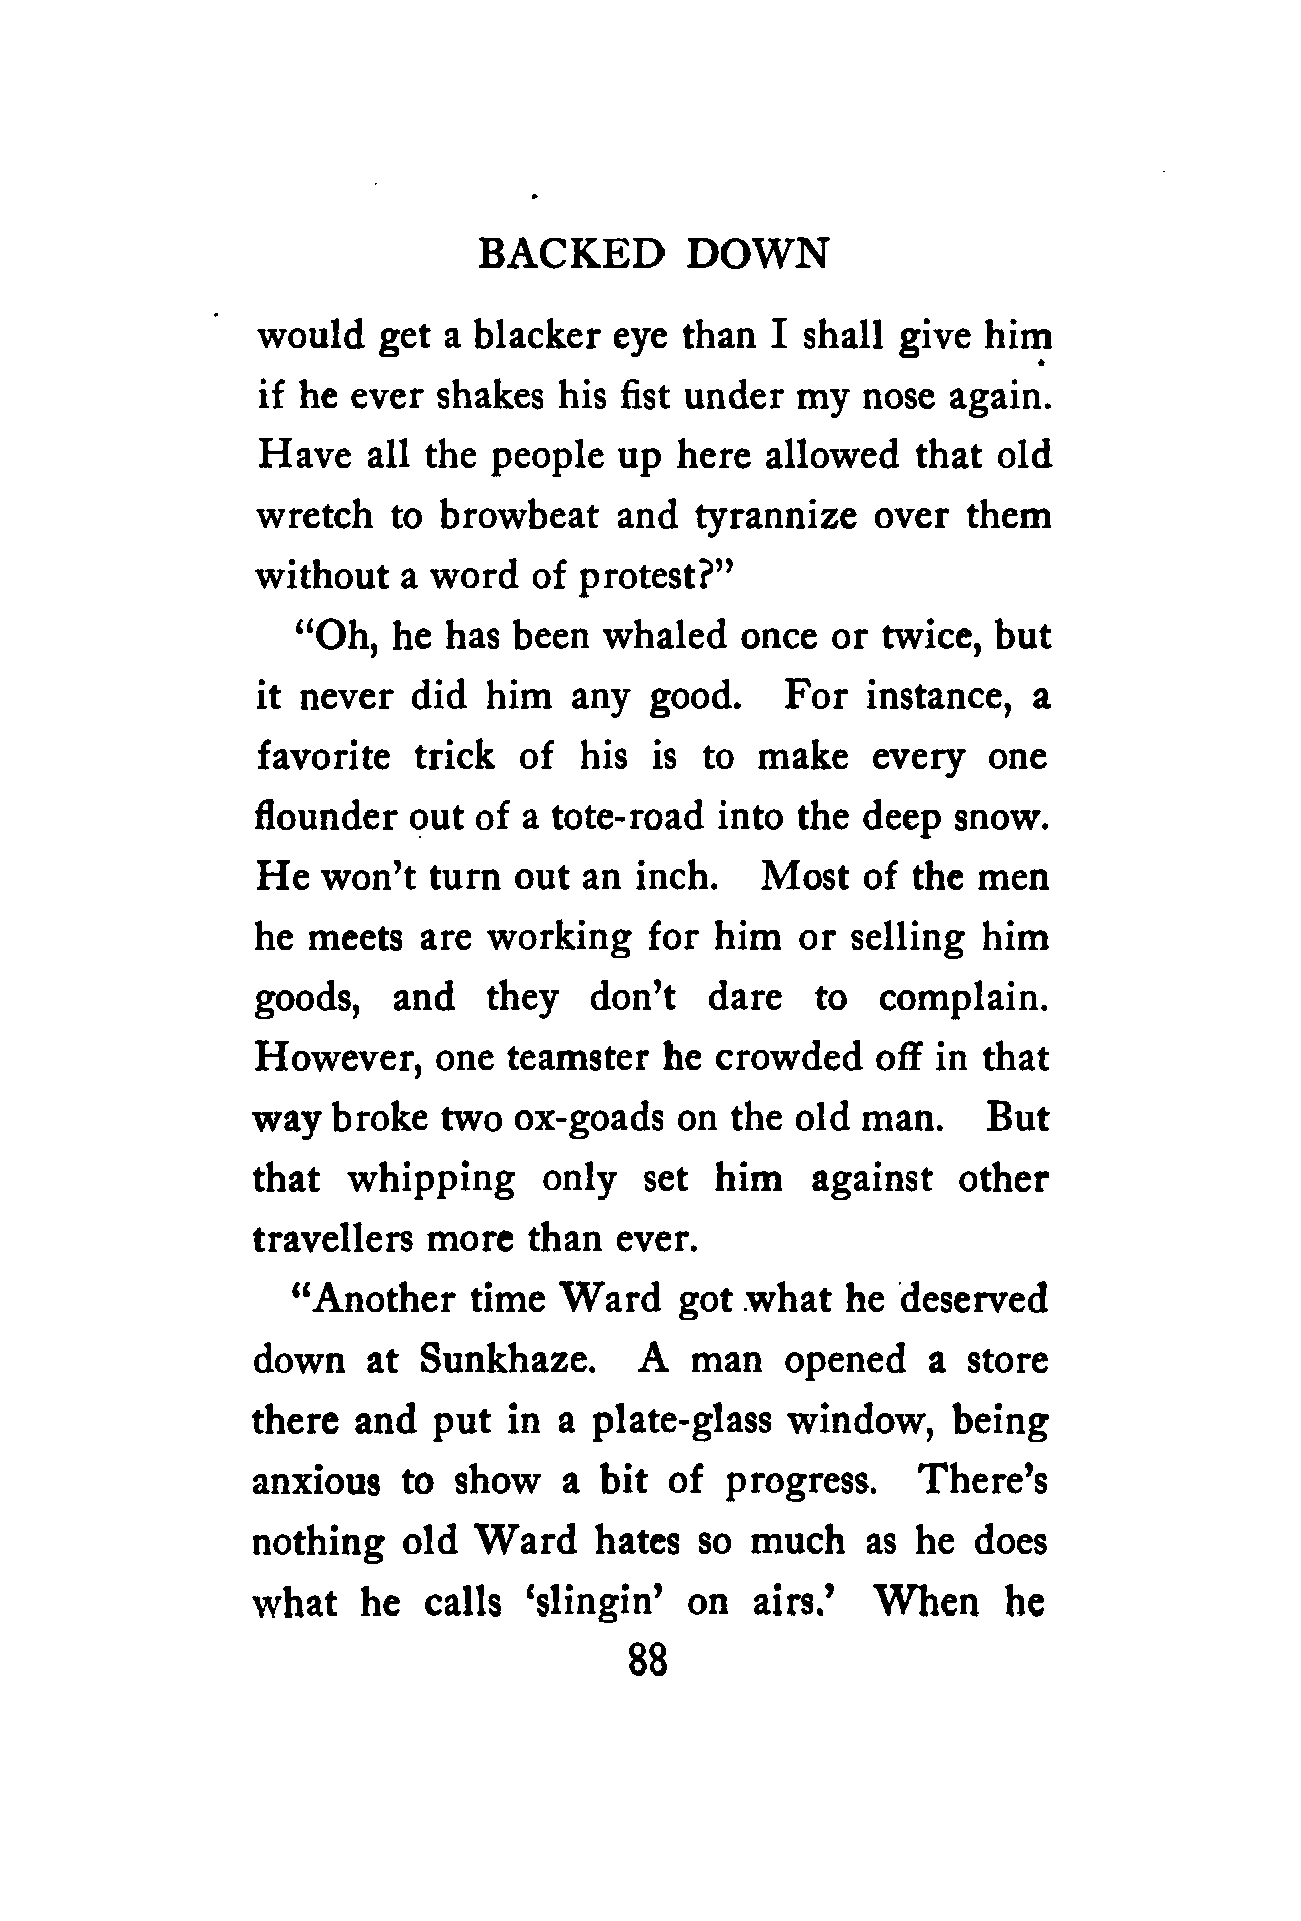 BACKED DOWN
would get a blacker eye than I shall give him
if he ever shakes his fist under my nose again.
Have all the people up here allowed that old
wretch to browbeat and tyrannize over them
without a word of protest?"
"Oh, he has been whaled once or twice, but
it never did him any good. For instance, a
favorite trick of his is to make every one
flounder out of a tote-road into the deep snow.
He won't turn out an inch. Most of the men
he meets are working for him or selling him
goods, and they don't dare to complain.
However, one teamster he crowded off in that
way broke two ox-goads on the old man. But
that whipping only set him against other
travellers more than ever.
"Another time Ward got what he deserved
down at Sunkhaze. A man opened a store
there and put in a plate-glass window, being
anxious to show a bit of progress. There's
nothing old Ward hates so much as he does
what he calls 'slingin' on airs.' When he
88